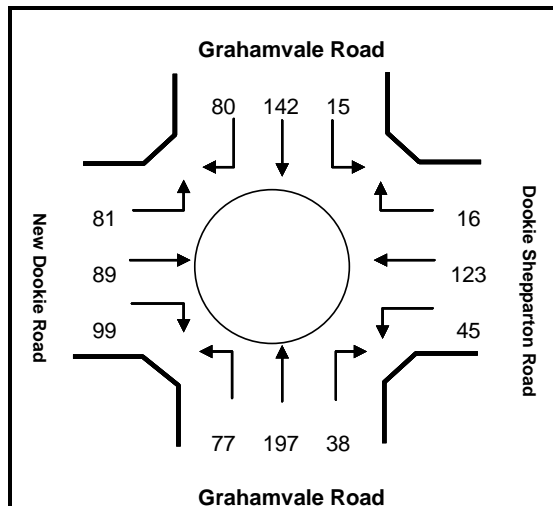 Grahamvale Road
80 142 15
81 16
New Dookie Road
Dookie Shepparton Road
89 123
99 45
77 197 38
Grahamvale Road